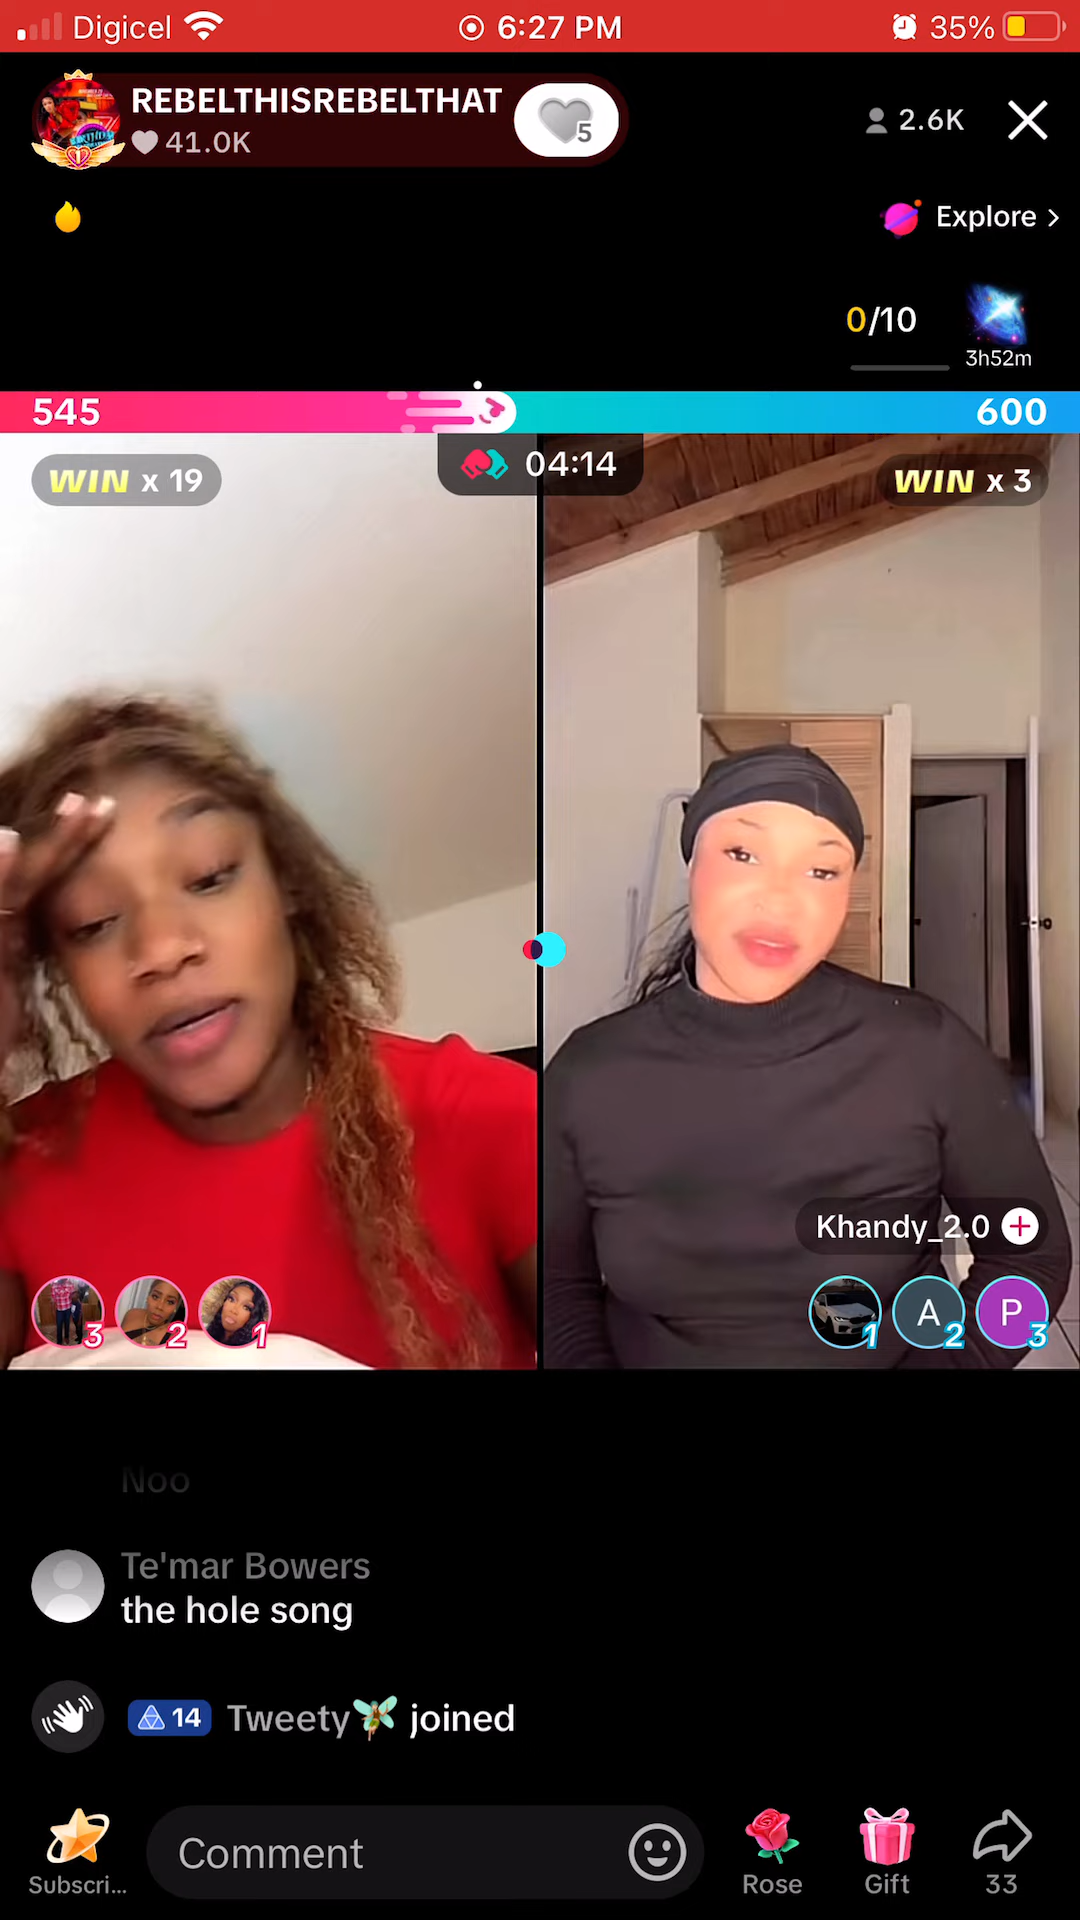 Digicel
6:27 PM
35%
REBELTHISREBELTHAT
41.0K
5
2.6K
Explore >
0/10
3h52m
545
600
WIN x 19
04:14
WIN x 3
Khandy_2.0
3
2
1
1
A
2
P
3
Noo
Te'mar Bowers
the hole song
14 Tweety joined
Comment
Subscri...
Rose
Gift
33